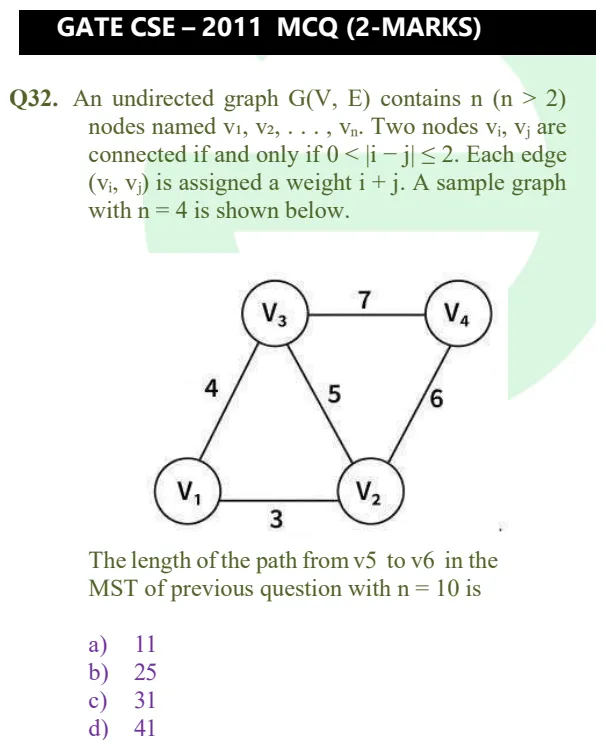 GATE CSE – 2011 MCQ (2-MARKS)
Q32. An undirected graph G(V, E) contains n (n > 2)
nodes named v₁, v₂, . . . , vₙ. Two nodes vᵢ, vⱼ are
connected if and only if 0 < |i − j| ≤ 2. Each edge
(vᵢ, vⱼ) is assigned a weight i + j. A sample graph
with n = 4 is shown below.
V₃ 7 V₄
4 5 6
V₁ V₂
3
The length of the path from v5 to v6 in the
MST of previous question with n = 10 is
a) 11
b) 25
c) 31
d) 41